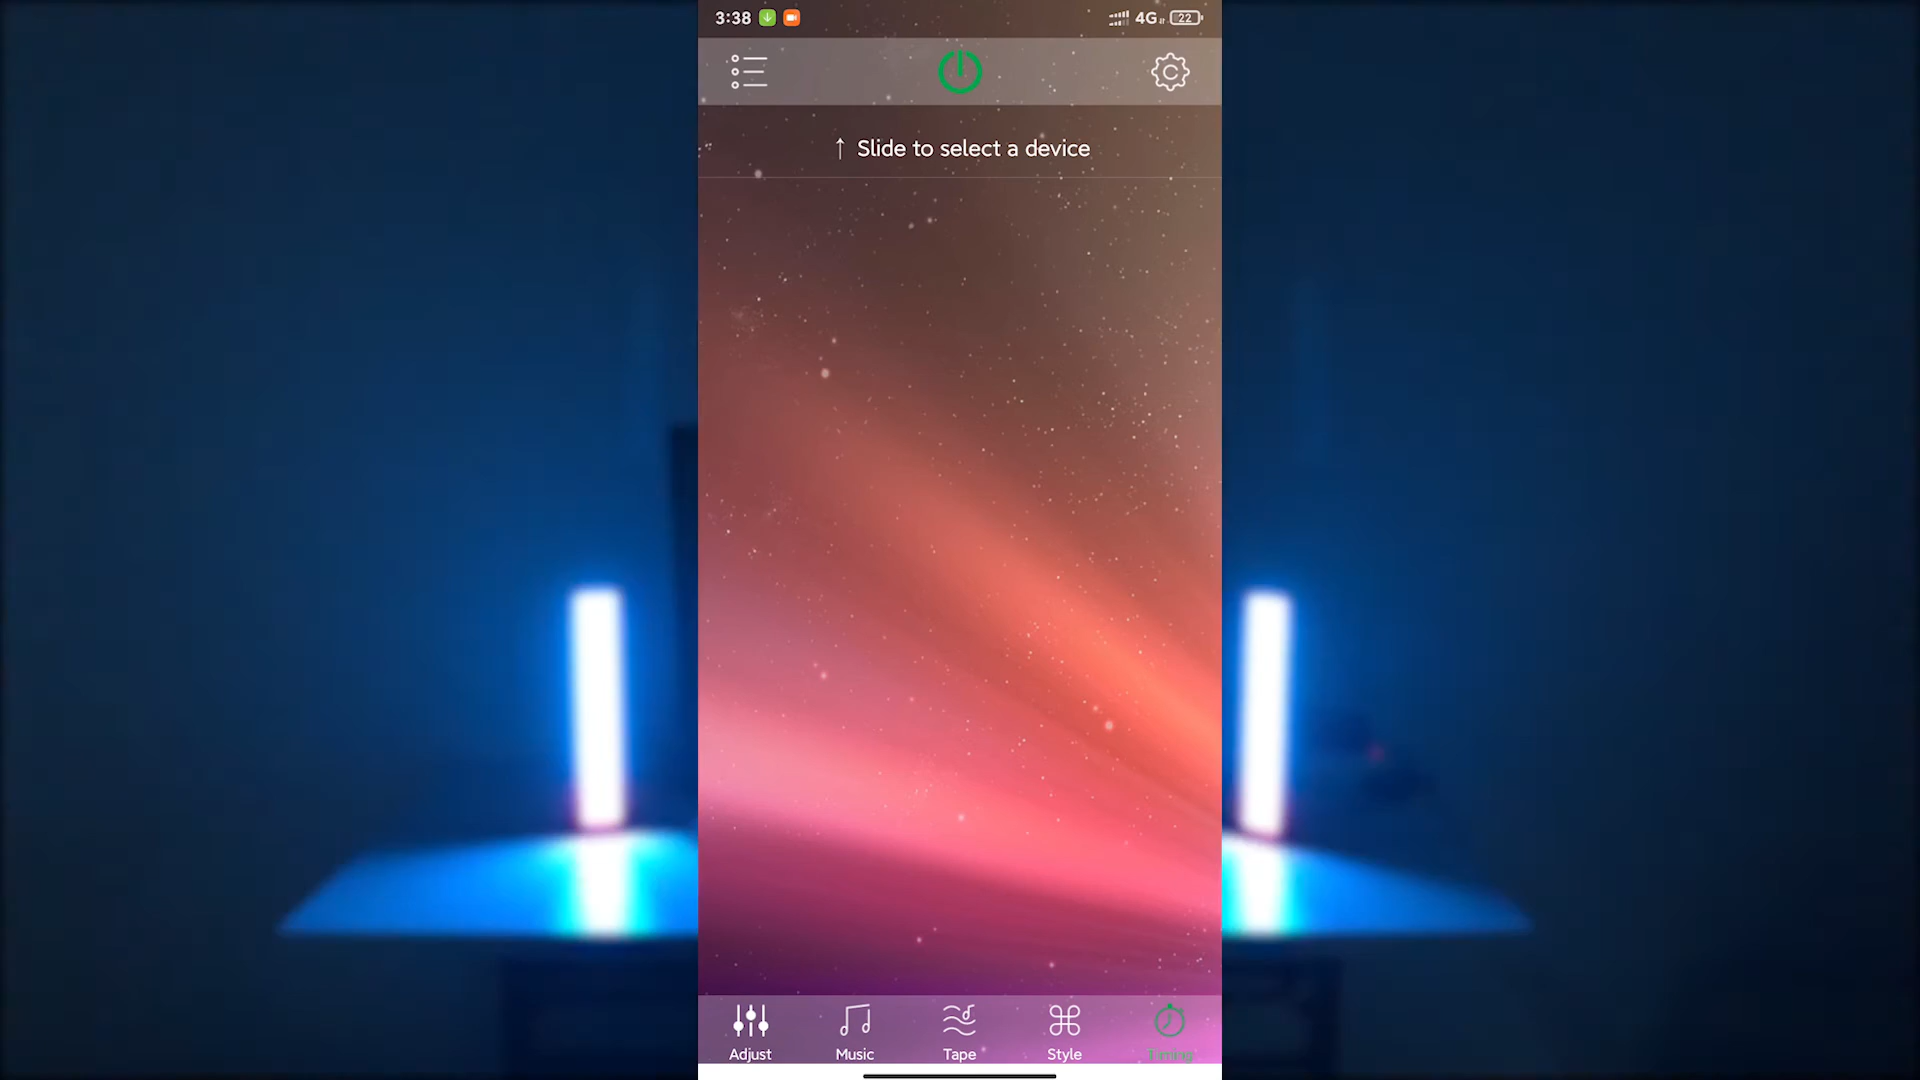 3:38
4G
22
C
↑ Slide to select a device
Adjust
Music
Tape
Style
Timing